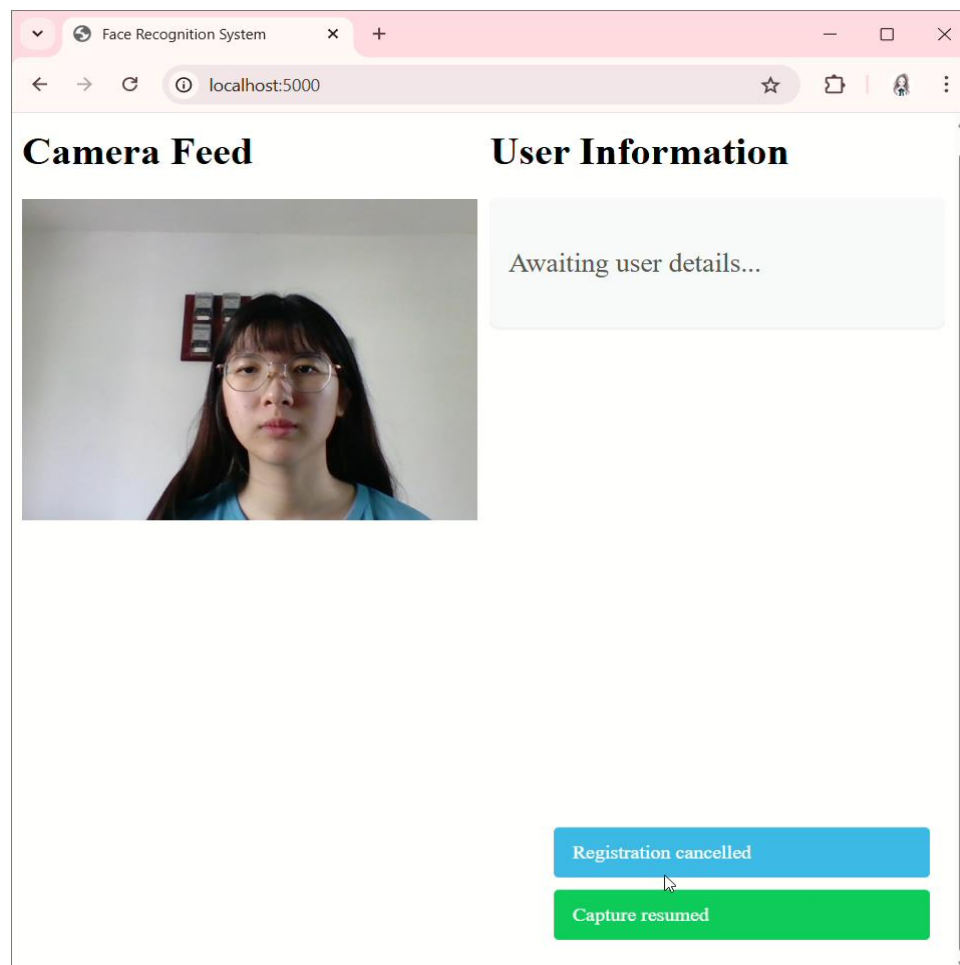 Face Recognition System
localhost:5000
Camera Feed
User Information
Awaiting user details...
Registration cancelled
Capture resumed